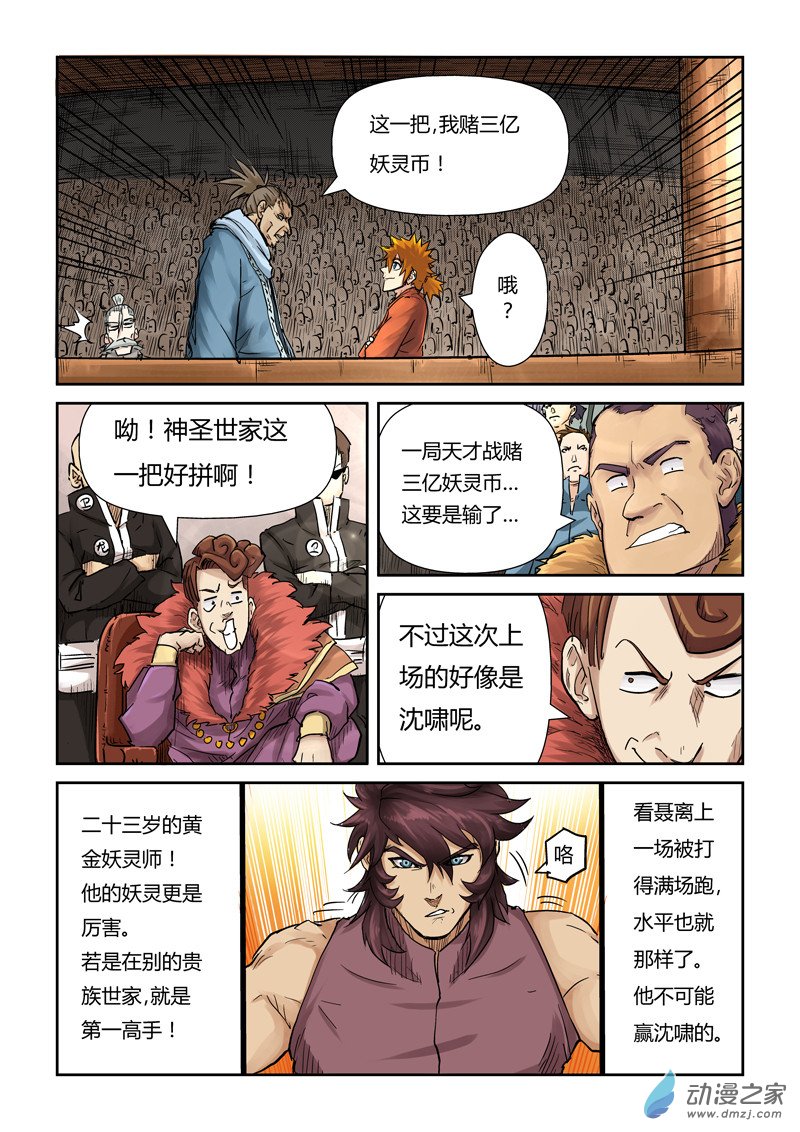 这一把，我赌三亿
妖灵币！
哦
？
呦！神圣世家这
一把好拼啊！
一局天才战赌
三亿妖灵币…
这要是输了…
不过这次上
场的好像是
沈啸呢。
二十三岁的黄
金妖灵师！
他的妖灵更是
厉害。
若是在别的贵
族世家，就是
第一高手！
咯
看聂离上
一场被打
得满场跑，
水平也就
那样了。
他不可能
赢沈啸的。
动漫之家
www.dmzj.com